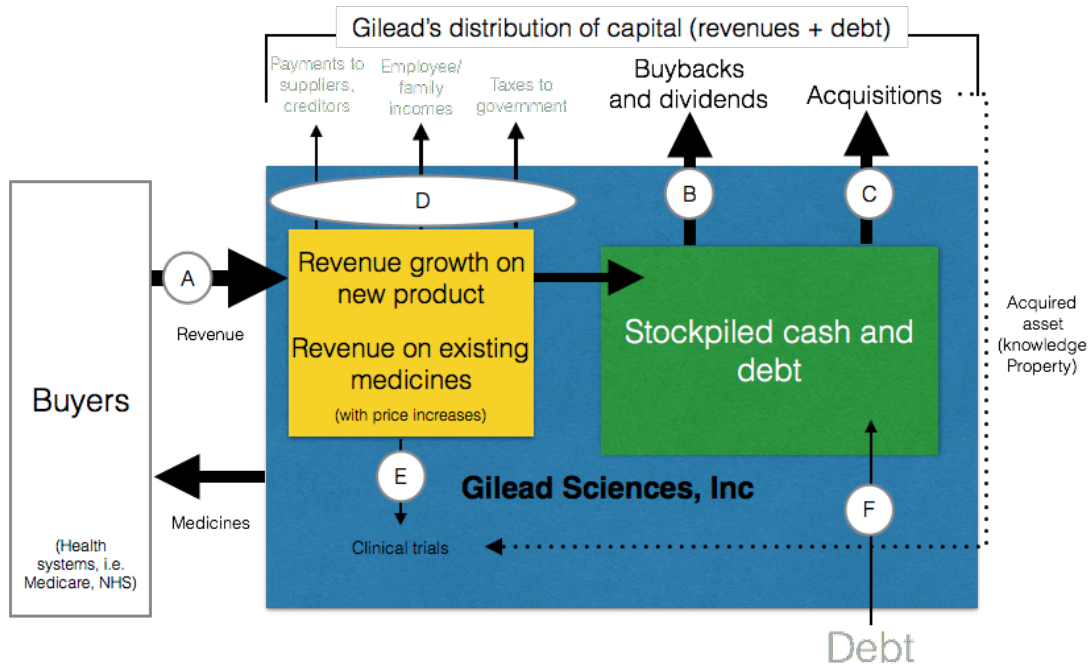 Gilead's distribution of capital (revenues + debt)
Payments to
suppliers,
creditors
Employee/
family
incomes
Taxes to
government
Buybacks
and dividends
Acquisitions
D
B
C
A
Revenue
Revenue growth on
new product
Revenue on existing
medicines
(with price increases)
Stockpiled cash and
debt
Acquired
asset
(knowledge
Property)
Buyers
(Health
systems, i.e.
Medicare, NHS)
Medicines
E
Gilead Sciences, Inc
F
Clinical trials
Debt